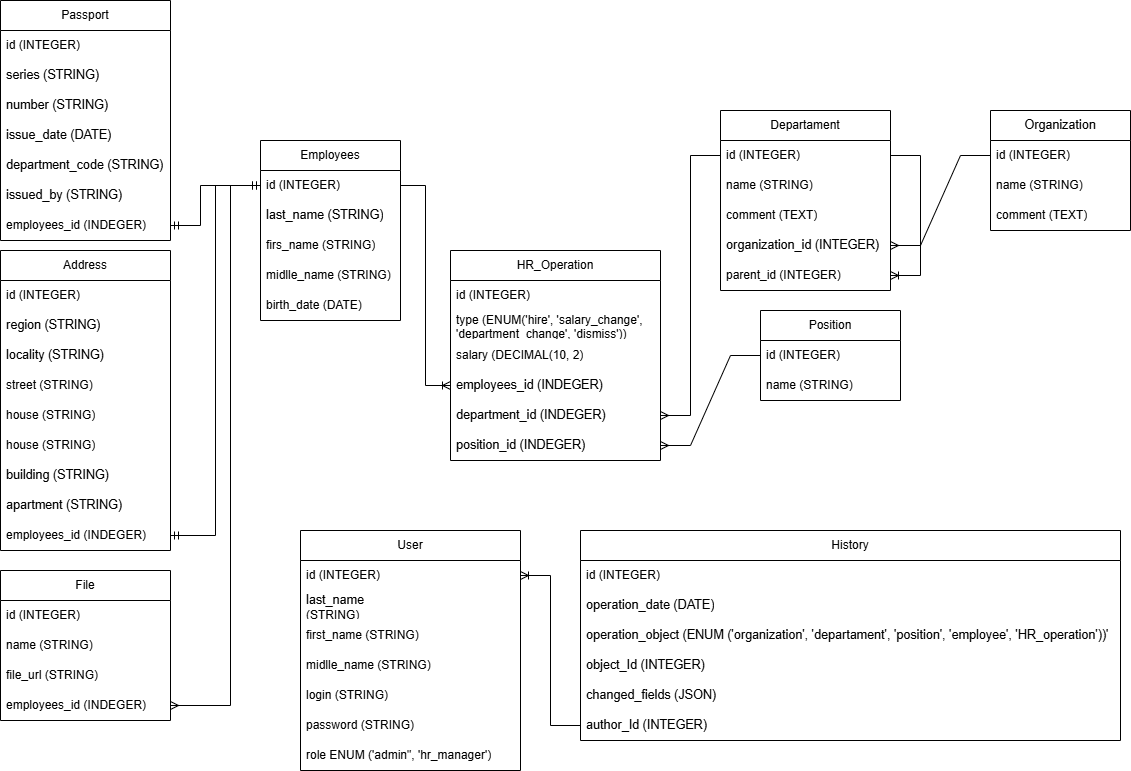 Passport
id (INTEGER)
series (STRING)
number (STRING)
issue_date (DATE)
department_code (STRING)
issued_by (STRING)
employees_id (INDEGER)
Address
id (INTEGER)
region (STRING)
locality (STRING)
street (STRING)
house (STRING)
house (STRING)
building (STRING)
apartment (STRING)
employees_id (INDEGER)
File
id (INTEGER)
name (STRING)
file_url (STRING)
employees_id (INDEGER)
Employees
id (INTEGER)
last_name (STRING)
firs_name (STRING)
midlle_name (STRING)
birth_date (DATE)
HR_Operation
id (INTEGER)
type (ENUM('hire', 'salary_change',
'department_change', 'dismiss'))
salary (DECIMAL(10, 2)
employees_id (INDEGER)
department_id (INDEGER)
position_id (INDEGER)
Departament
id (INTEGER)
name (STRING)
comment (TEXT)
organization_id (INTEGER)
parent_id (INTEGER)
Organization
id (INTEGER)
name (STRING)
comment (TEXT)
Position
id (INTEGER)
name (STRING)
User
id (INTEGER)
last_name
(STRING)
first_name (STRING)
midlle_name (STRING)
login (STRING)
password (STRING)
role ENUM ('admin'', 'hr_manager')
History
id (INTEGER)
operation_date (DATE)
operation_object (ENUM ('organization', 'departament', 'position', 'employee', 'HR_operation'))'
object_Id (INTEGER)
changed_fields (JSON)
author_Id (INTEGER)